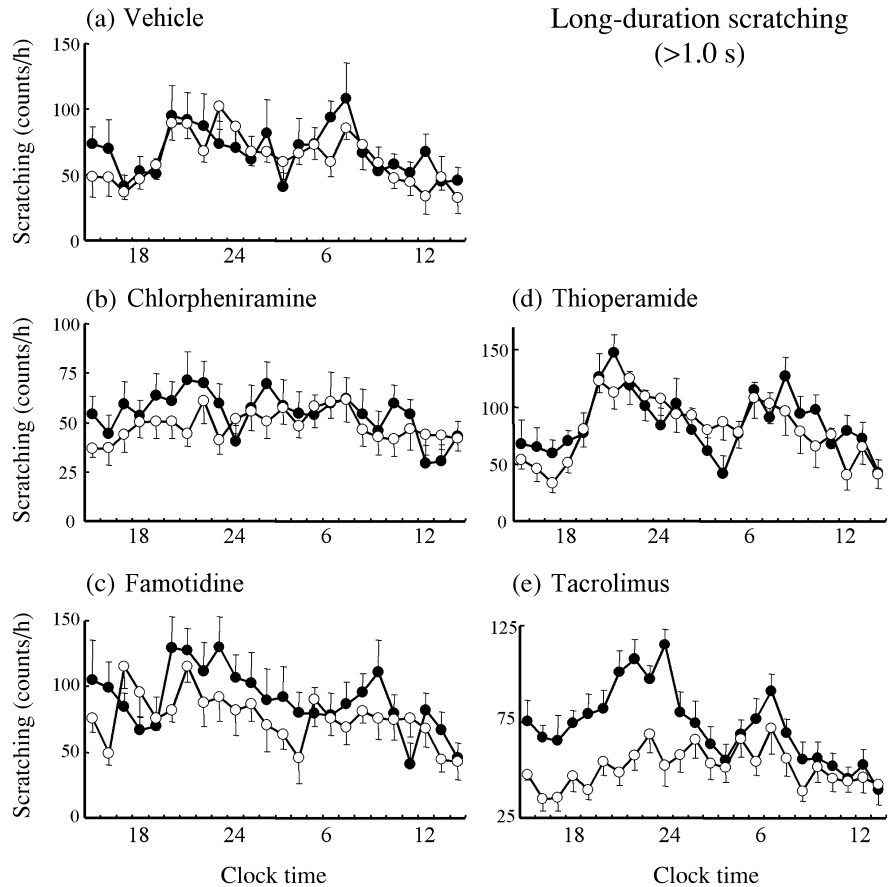 (a) Vehicle
Long-duration scratching
(>1.0 s)
Scratching (counts/h)
150
100
50
0
18 24 6 12
(b) Chlorpheniramine
Scratching (counts/h)
100
75
50
25
0
18 24 6 12
(d) Thioperamide
150
100
50
0
18 24 6 12
(c) Famotidine
Scratching (counts/h)
150
100
50
0
18 24 6 12
Clock time
(e) Tacrolimus
125
75
25
18 24 6 12
Clock time